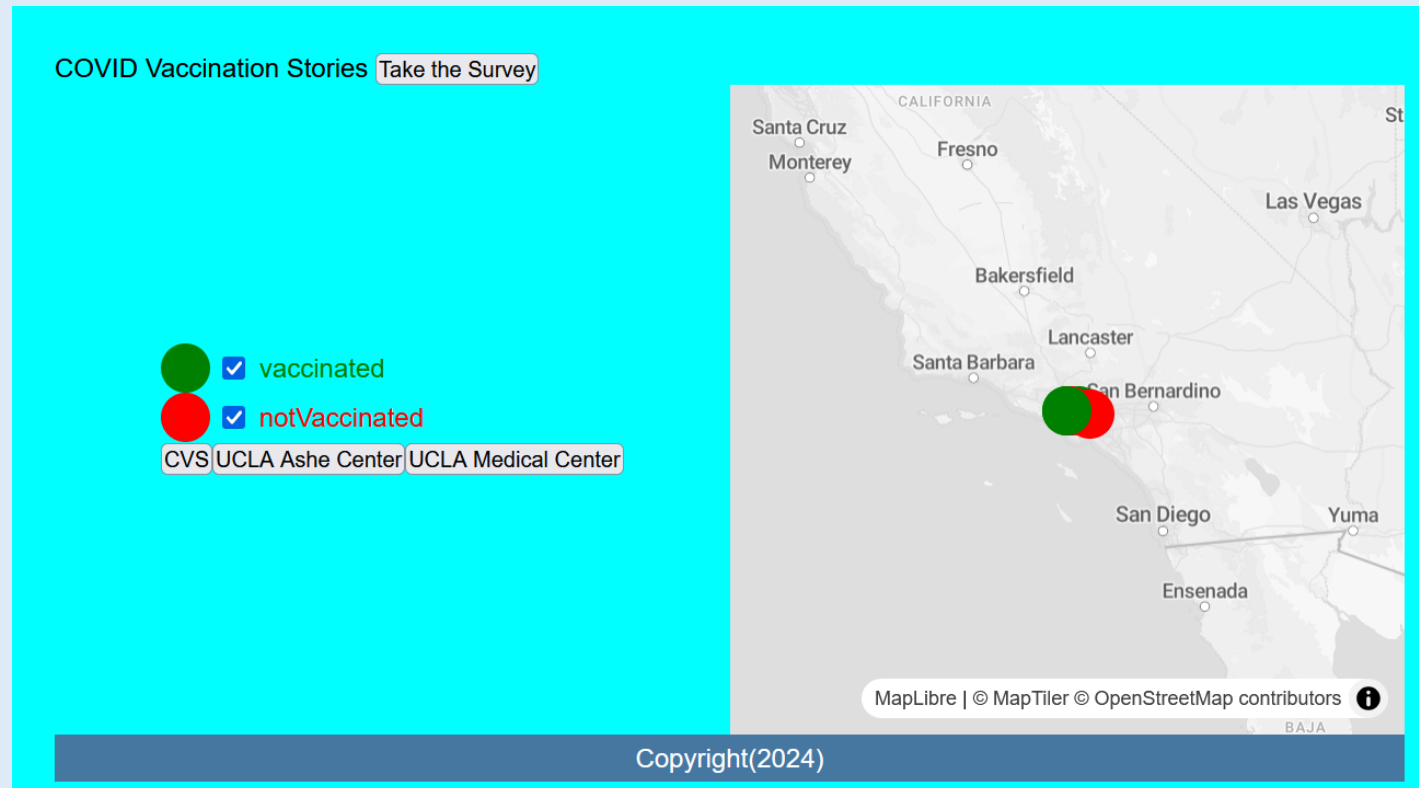 COVID Vaccination Stories Take the Survey
vaccinated
notVaccinated
CVS UCLA Ashe Center UCLA Medical Center
CALIFORNIA
St
Santa Cruz
Fresno
Monterey
Las Vegas
Bakersfield
Lancaster
Santa Barbara
San Bernardino
San Diego
Yuma
Ensenada
MapLibre | © MapTiler © OpenStreetMap contributors
BAJA
Copyright(2024)